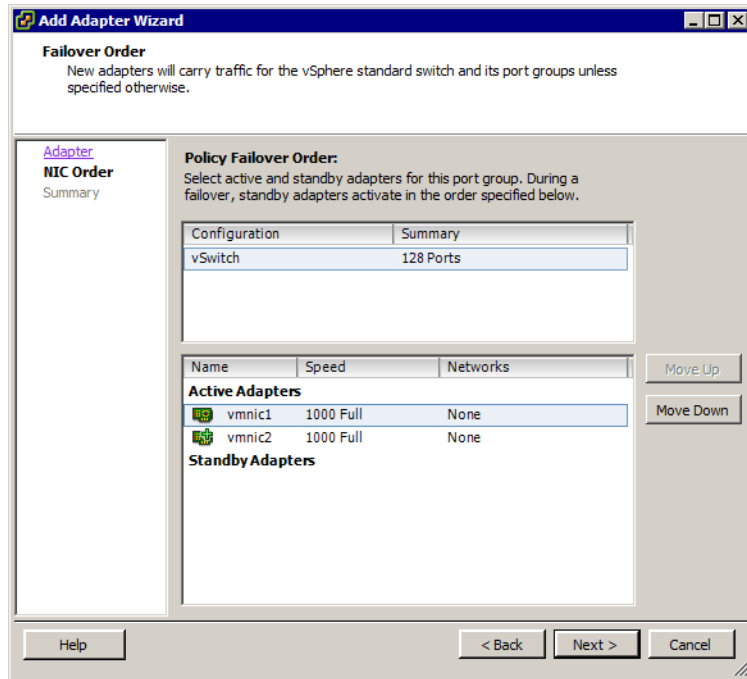 Add Adapter Wizard
Failover Order
New adapters will carry traffic for the vSphere standard switch and its port groups unless
specified otherwise.
Adapter
NIC Order
Summary
Policy Failover Order:
Select active and standby adapters for this port group. During a
failover, standby adapters activate in the order specified below.
Configuration Summary
vSwitch 128 Ports
Name Speed Networks
Active Adapters
vmnic1 1000 Full None
vmnic2 1000 Full None
Standby Adapters
Move Up
Move Down
Help < Back Next > Cancel